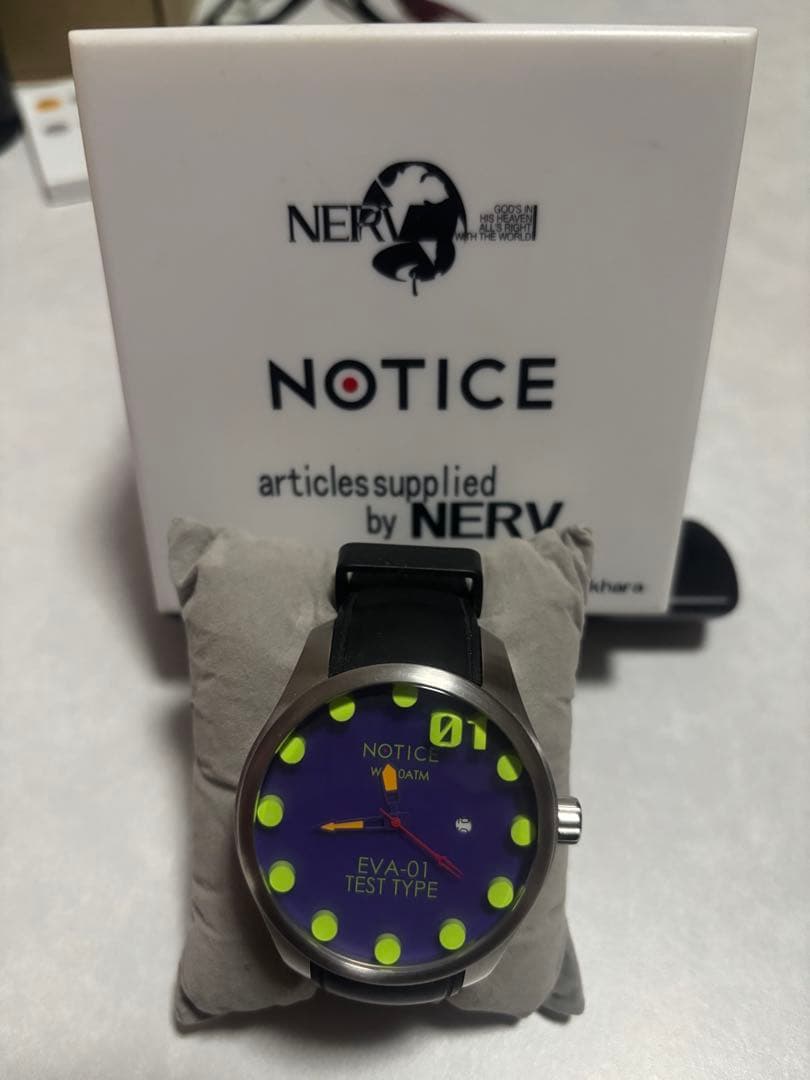 NERV
GOD'S IN
HIS HEAVEN
ALL'S RIGHT
WITH THE WORLD
NOTICE
articles supplied
by NERV
khara
01
NOTICE
EVA-01
TEST TYPE